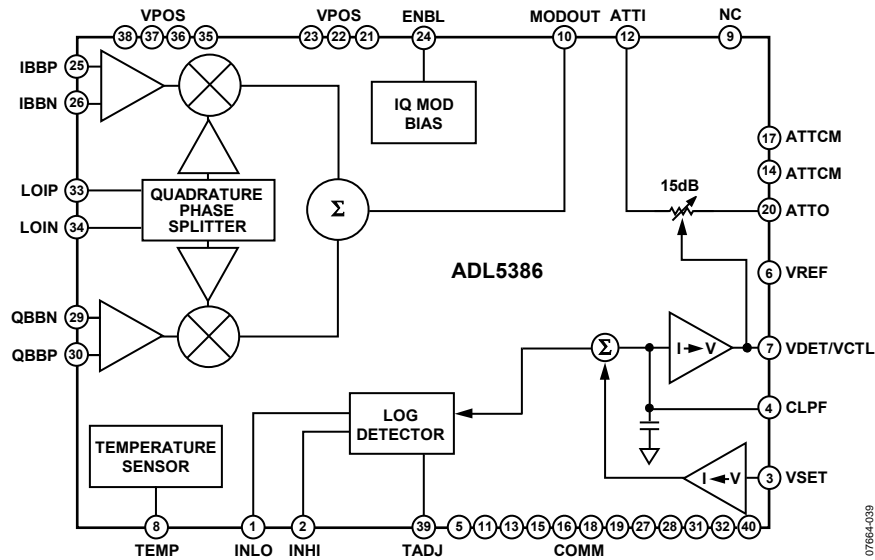 VPOS VPOS ENBL MODOUT ATTI NC
38 37 36 35 23 22 21 24 10 12 9
IBBP 25
IBBN 26
IQ MOD
BIAS
17 ATTCM
14 ATTCM
LOIP 33
LOIN 34
QUADRATURE
PHASE
SPLITTER
Σ
15dB
20 ATTO
ADL5386
6 VREF
QBBN 29
QBBP 30
Σ
I V
7 VDET/VCTL
4 CLPF
LOG
DETECTOR
TEMPERATURE
SENSOR
I V
3 VSET
8 1 2 39 5 11 13 15 16 18 19 27 28 31 32 40
TEMP INLO INHI TADJ COMM
07664-039